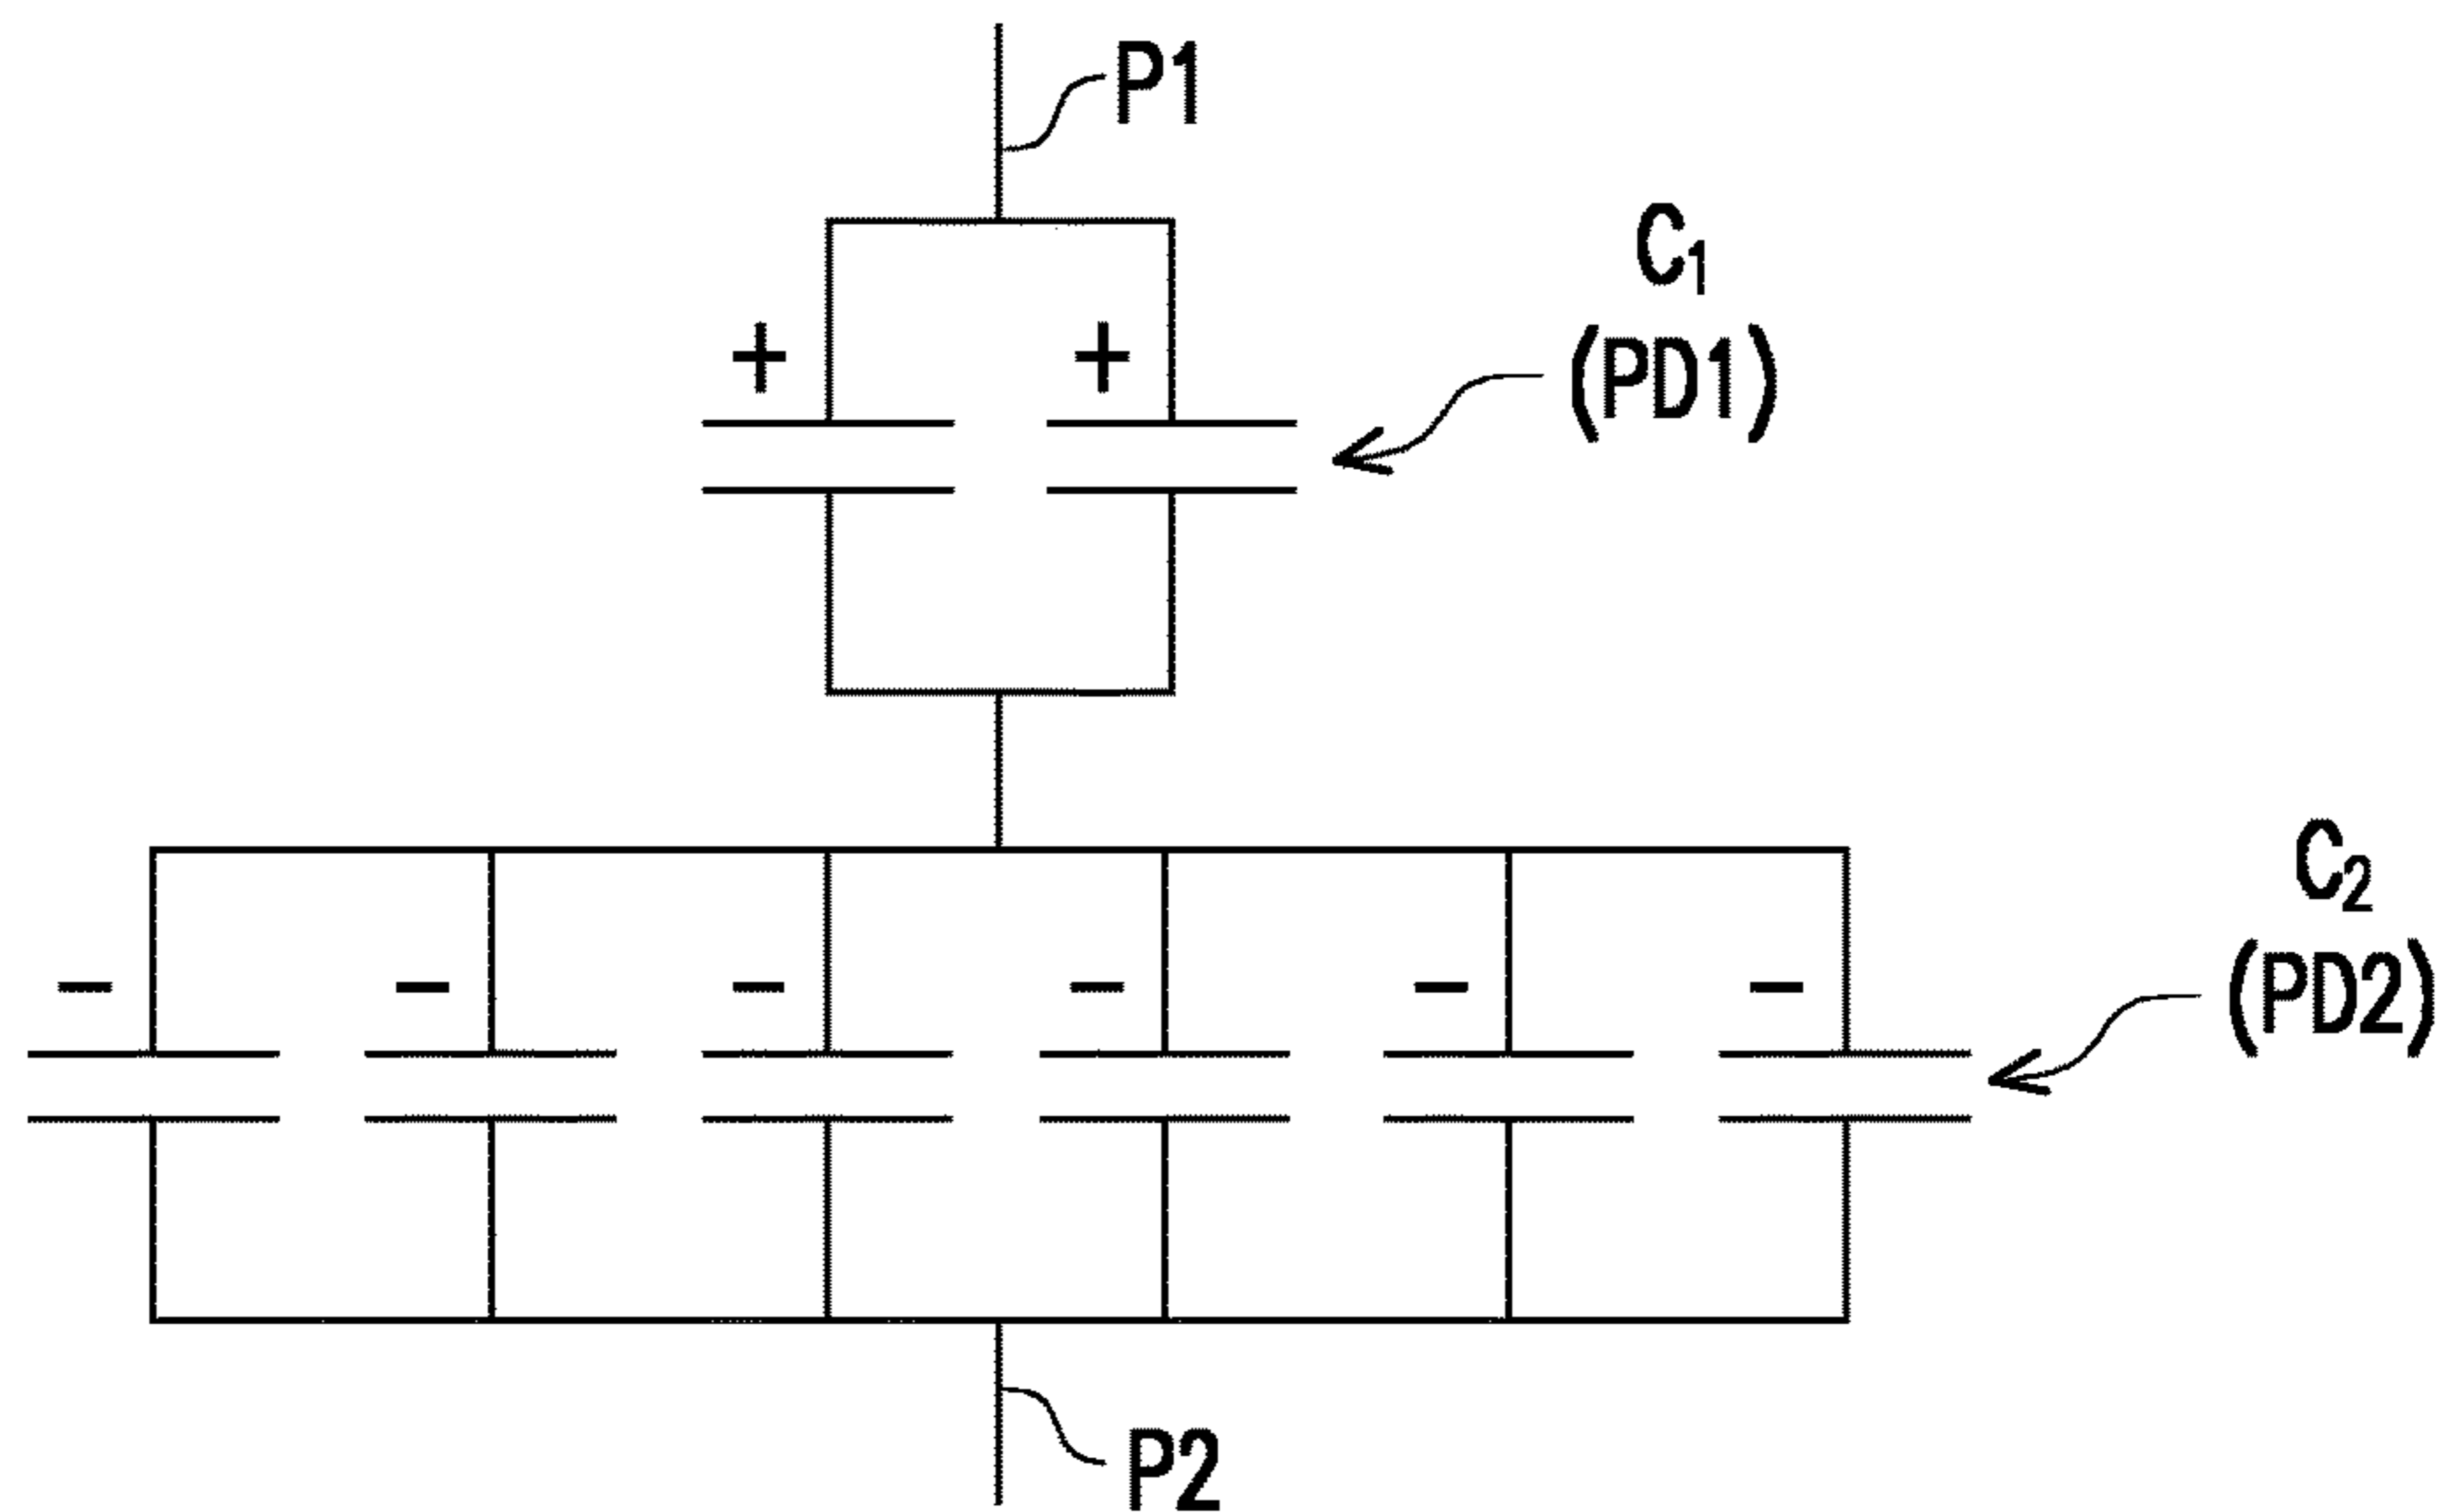 P1
C₁
(PD1)
+ +
C₂
(PD2)
- - - - - -
P2